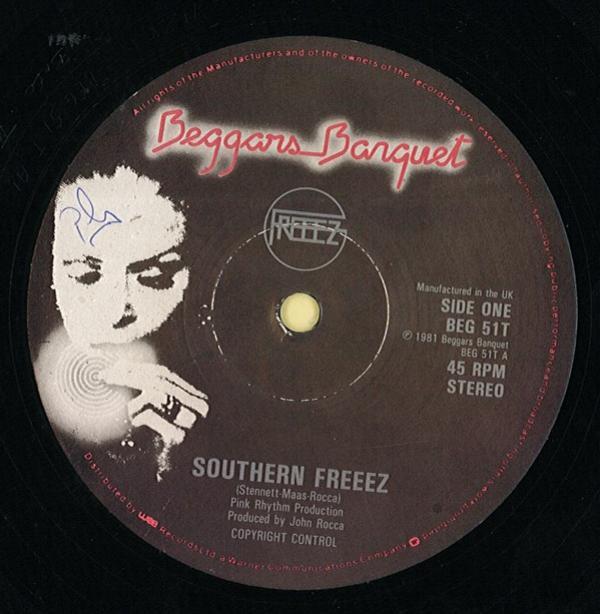 All rights of the Manufacturers and of the owners of the recorded work reserved
Beggars Banquet
FREEEZ
Manufactured in the UK
SIDE ONE
BEG 51T
℗ 1981 Beggars Banquet
BEG 51T A
45 RPM
STEREO
SOUTHERN FREEEZ
(Stennett-Maas-Rocca)
Pink Rhythm Production
Produced by John Rocca
COPYRIGHT CONTROL
Distributed by wea Records Ltd. a Warner Communications Company